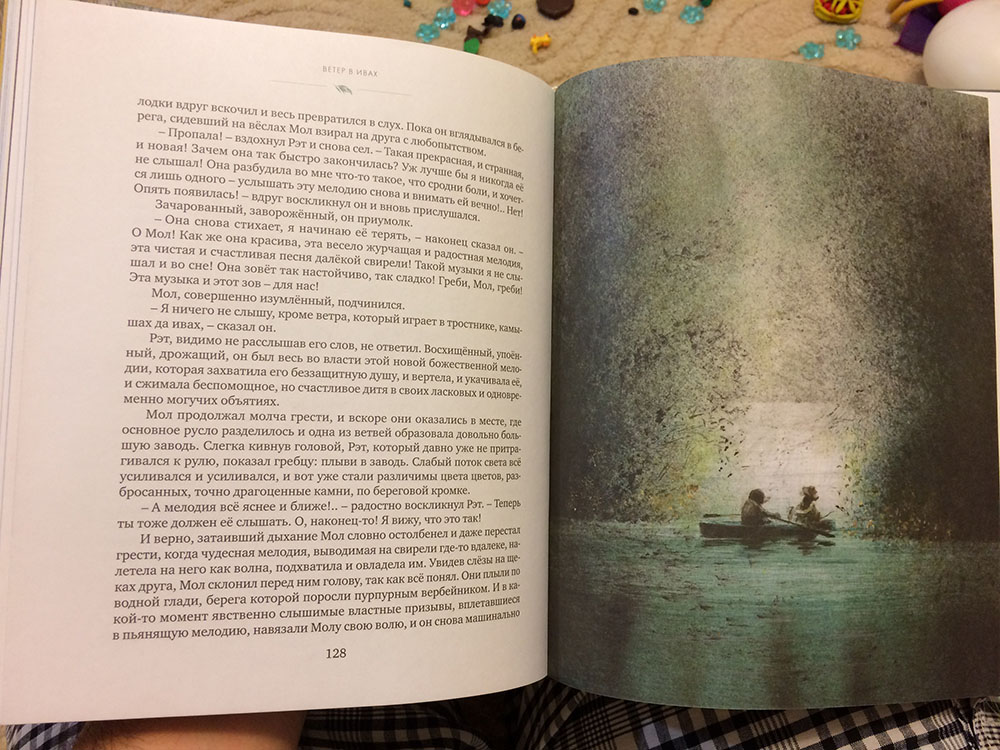 ВЕТЕР В ИВАХ
лодки вдруг вскочил и весь превратился в слух. Пока он вглядывался в бе-
рега, сидевший на вёслах Мол взирал на друга с любопытством.
– Пропала! – вздохнул Рэт и снова сел. – Такая прекрасная, и странная,
и новая! Зачем она так быстро закончилась? Уж лучше бы я никогда её
не слышал! Она разбудила во мне что-то такое, что сродни боли, и хочет-
ся лишь одного – услышать эту мелодию снова и внимать ей вечно!.. Нет!
Опять появилась! – вдруг воскликнул он и вновь прислушался.
Зачарованный, заворожённый, он приумолк.
– Она снова стихает, я начинаю её терять, – наконец сказал он. –
О Мол! Как же она красива, эта весело журчащая и радостная мелодия,
эта чистая и счастливая песня далёкой свирели! Такой музыки я не слы-
шал и во сне! Она зовёт так настойчиво, так сладко! Греби, Мол, греби!
Эта музыка и этот зов – для нас!
Мол, совершенно изумлённый, подчинился.
– Я ничего не слышу, кроме ветра, который играет в тростнике, камы-
шах да ивах, – сказал он.
Рэт, видимо не расслышав его слов, не ответил. Восхищённый, упоён-
ный, дрожащий, он был весь во власти этой новой божественной мело-
дии, которая захватила его беззащитную душу, и вертела, и укачивала её,
и сжимала беспомощное, но счастливое дитя в своих ласковых и одновре-
менно могучих объятиях.
Мол продолжал молча грести, и вскоре они оказались в месте, где
основное русло разделилось и одна из ветвей образовала довольно боль-
шую заводь. Слегка кивнув головой, Рэт, который давно уже не притра-
гивался к рулю, показал гребцу: плыви в заводь. Слабый поток света всё
усиливался и усиливался, и вот уже стали различимы цвета цветов, раз-
бросанных, точно драгоценные камни, по береговой кромке.
– А мелодия всё яснее и ближе!.. – радостно воскликнул Рэт. – Теперь
ты тоже должен её слышать. О, наконец-то! Я вижу, что это так!
И верно, затаивший дыхание Мол словно остолбенел и даже перестал
грести, когда чудесная мелодия, выводимая на свирели где-то вдалеке, на-
летела на него как волна, подхватила и овладела им. Увидев слёзы на ще-
ках друга, Мол склонил перед ним голову, так как всё понял. Они плыли по
водной глади, берега которой поросли пурпурным вербейником. И в ка-
кой-то момент явственно слышимые властные призывы, вплетавшиеся
в пьянящую мелодию, навязали Молу свою волю, и он снова машинально
128